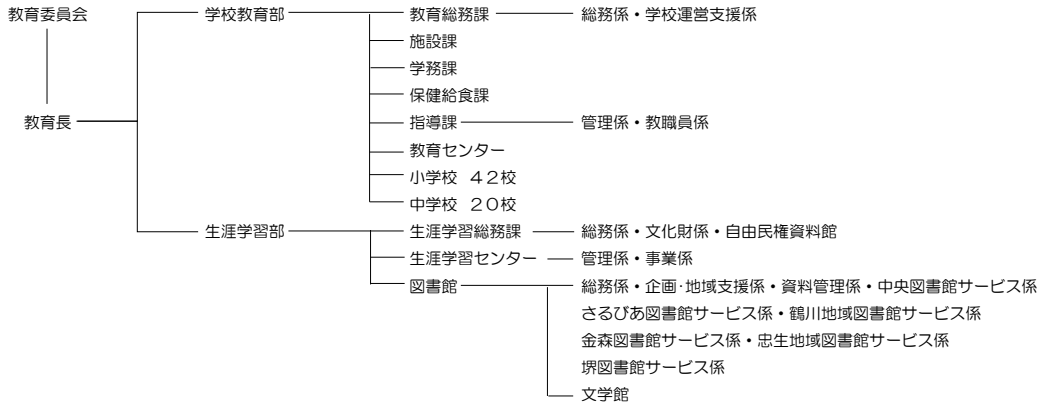 教育委員会 学校教育部 教育総務課 総務係・学校運営支援係
施設課
学務課
保健給食課
教育長 指導課 管理係・教職員係
教育センター
小学校 42校
中学校 20校
生涯学習部 生涯学習総務課 総務係・文化財係・自由民権資料館
生涯学習センター 管理係・事業係
図書館 総務係・企画・地域支援係・資料管理係・中央図書館サービス係
さるびあ図書館サービス係・鶴川地域図書館サービス係
金森図書館サービス係・忠生地域図書館サービス係
堺図書館サービス係
文学館